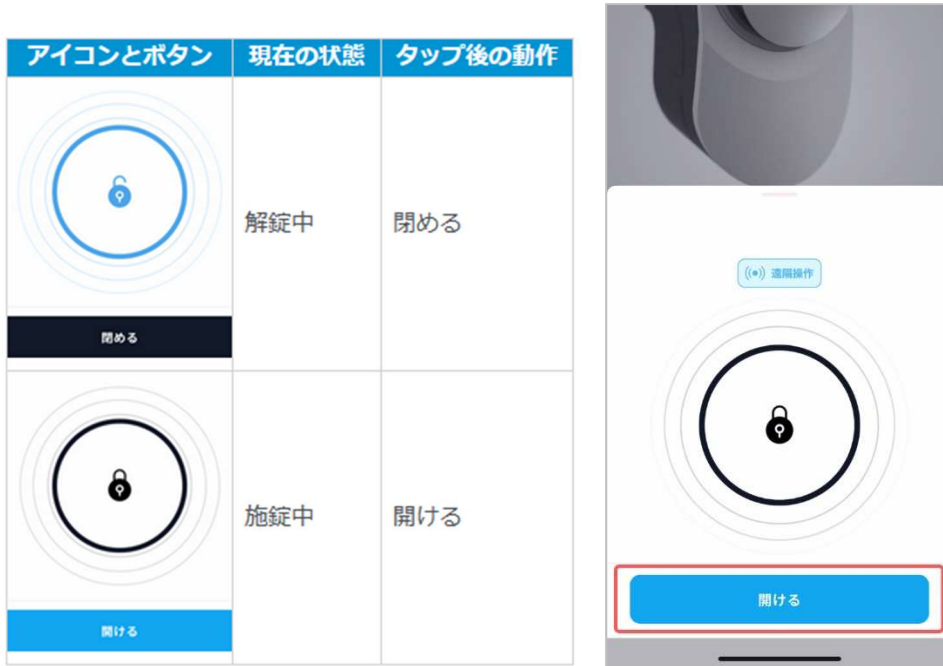 アイコンとボタン 現在の状態 タップ後の動作
解錠中 閉める
閉める
施錠中 開ける
開ける
((•)) 遠隔操作
開ける